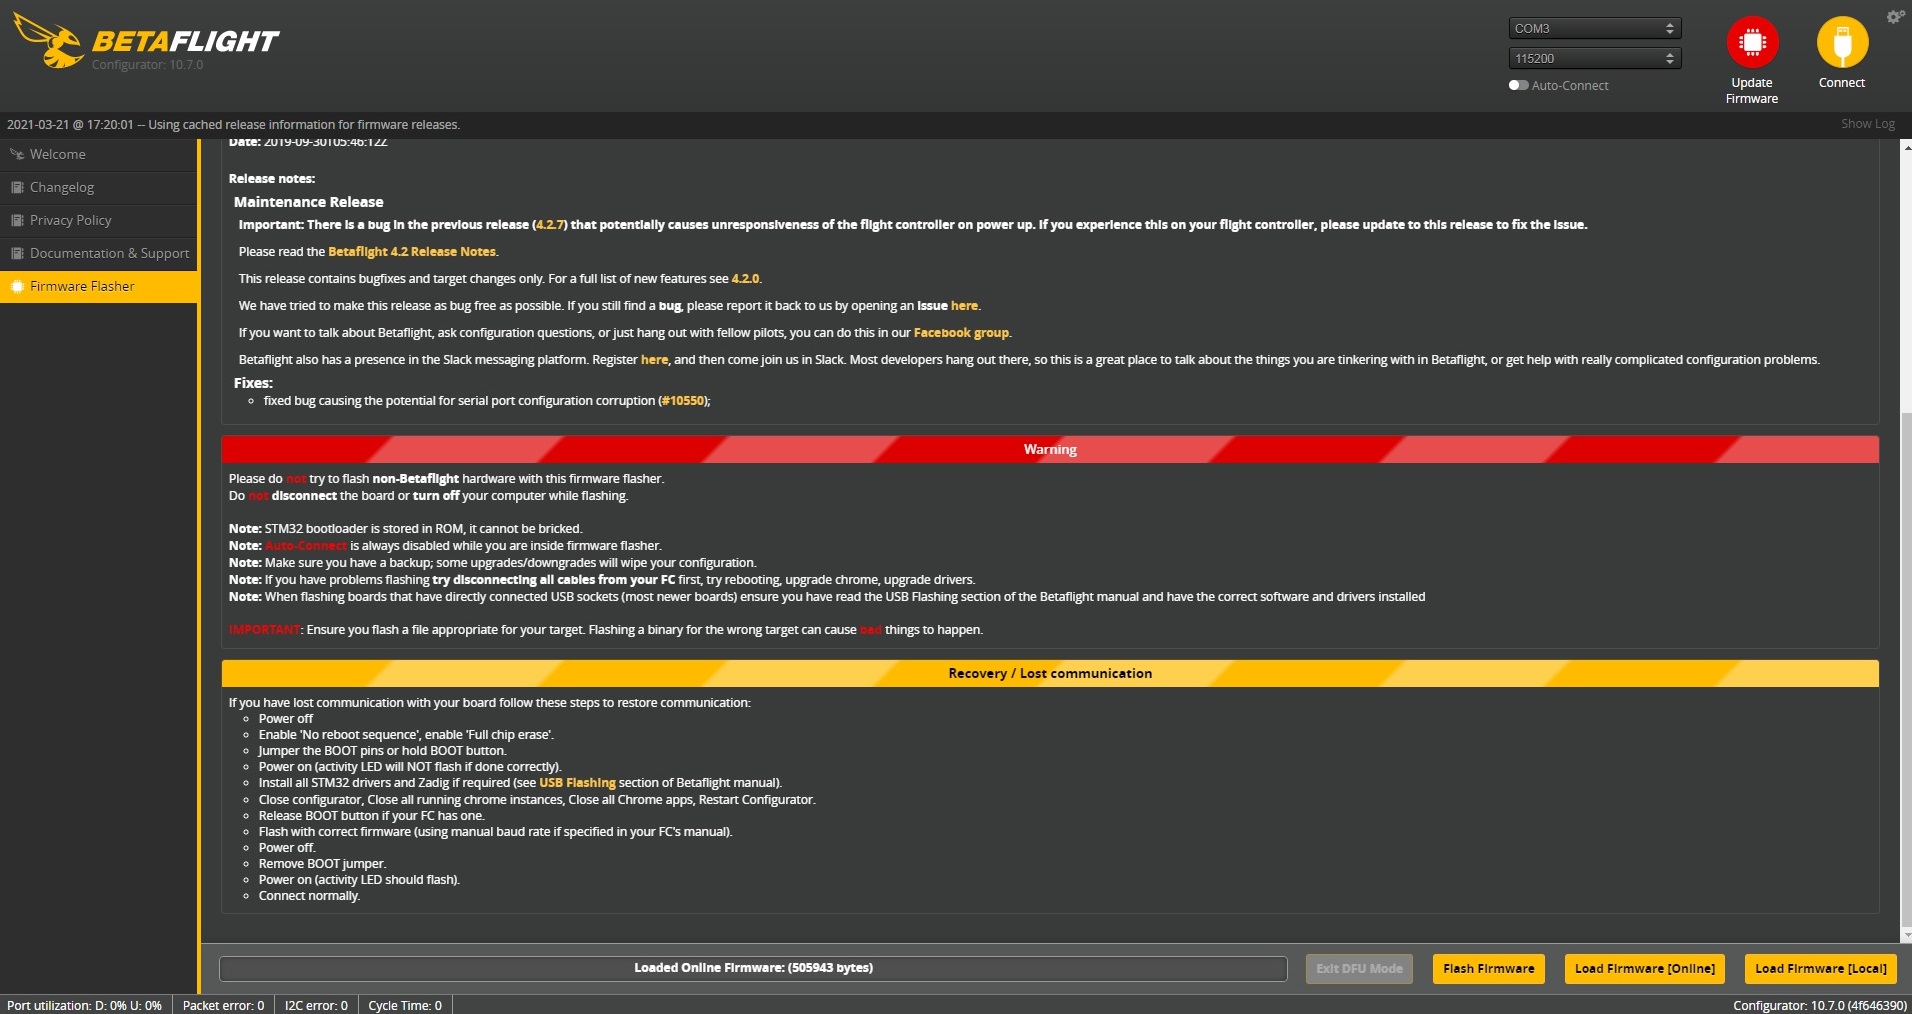 BETAFLIGHT
Configurator: 10.7.0
COM3
115200
Auto-Connect
Update
Firmware
Connect
2021-03-21 @ 17:20:01 -- Using cached release information for firmware releases.
Show Log
Welcome
Changelog
Privacy Policy
Documentation & Support
Firmware Flasher
Date: 2019-09-30T05:46:12Z
Release notes:
Maintenance Release
Important: There is a bug in the previous release (4.2.7) that potentially causes unresponsiveness of the flight controller on power up. If you experience this on your flight controller, please update to this release to fix the issue.
Please read the Betaflight 4.2 Release Notes.
This release contains bugfixes and target changes only. For a full list of new features see 4.2.0.
We have tried to make this release as bug free as possible. If you still find a bug, please report it back to us by opening an issue here.
If you want to talk about Betaflight, ask configuration questions, or just hang out with fellow pilots, you can do this in our Facebook group.
Betaflight also has a presence in the Slack messaging platform. Register here, and then come join us in Slack. Most developers hang out there, so this is a great place to talk about the things you are tinkering with in Betaflight, or get help with really complicated configuration problems.
Fixes:
fixed bug causing the potential for serial port configuration corruption (#10550);
Warning
Please do not try to flash non-Betaflight hardware with this firmware flasher.
Do not disconnect the board or turn off your computer while flashing.
Note: STM32 bootloader is stored in ROM, it cannot be bricked.
Note: Auto-Connect is always disabled while you are inside firmware flasher.
Note: Make sure you have a backup; some upgrades/downgrades will wipe your configuration.
Note: If you have problems flashing try disconnecting all cables from your FC first, try rebooting, upgrade chrome, upgrade drivers.
Note: When flashing boards that have directly connected USB sockets (most newer boards) ensure you have read the USB Flashing section of the Betaflight manual and have the correct software and drivers installed
IMPORTANT: Ensure you flash a file appropriate for your target. Flashing a binary for the wrong target can cause bad things to happen.
Recovery / Lost communication
If you have lost communication with your board follow these steps to restore communication:
Power off
Enable 'No reboot sequence', enable 'Full chip erase'.
Jumper the BOOT pins or hold BOOT button.
Power on (activity LED will NOT flash if done correctly).
Install all STM32 drivers and Zadig if required (see USB Flashing section of Betaflight manual).
Close configurator, Close all running chrome instances, Close all Chrome apps, Restart Configurator.
Release BOOT button if your FC has one.
Flash with correct firmware (using manual baud rate if specified in your FC's manual).
Power off.
Remove BOOT jumper.
Power on (activity LED should flash).
Connect normally.
Loaded Online Firmware: (505943 bytes)
Exit DFU Mode
Flash Firmware
Load Firmware [Online]
Load Firmware [Local]
Port utilization: D: 0% U: 0%
Packet error: 0
I2C error: 0
Cycle Time: 0
Configurator: 10.7.0 (4f646390)